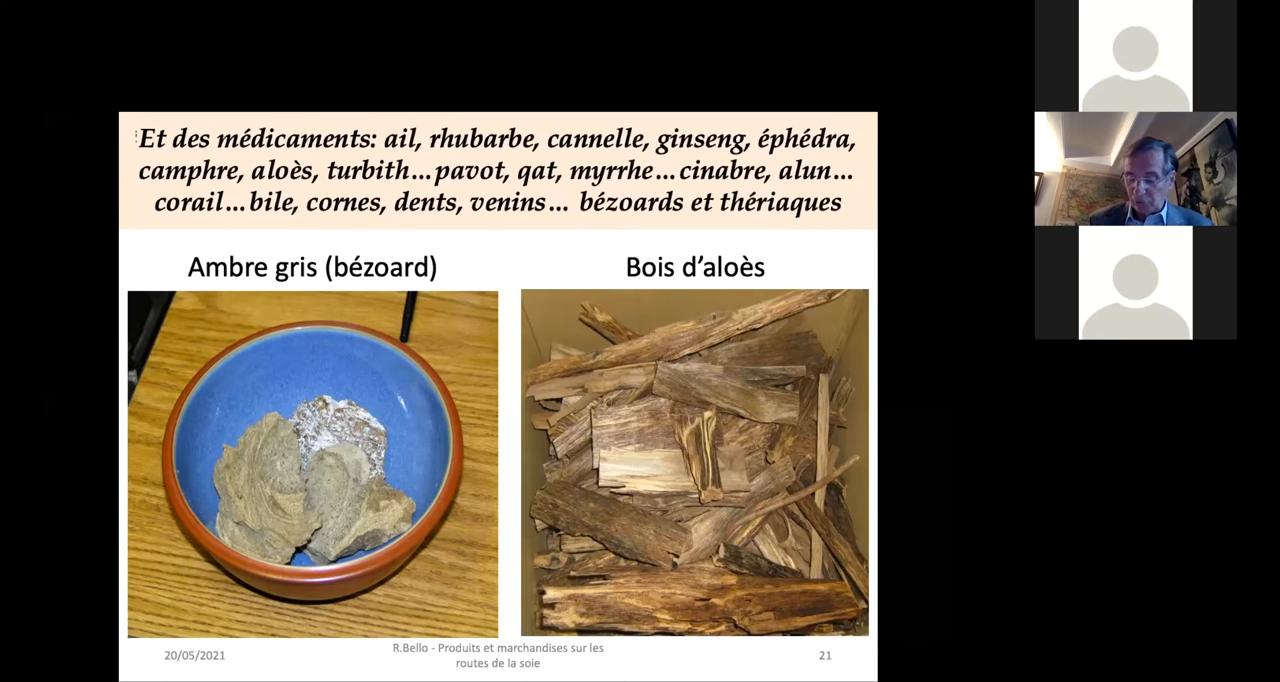 Et des médicaments: ail, rhubarbe, cannelle, ginseng, éphédra,
camphre, aloès, turbith…pavot, qat, myrrhe…cinabre, alun…
corail…bile, cornes, dents, venins… bézoards et thériaques
Ambre gris (bézoard)
Bois d’aloès
20/05/2021
R.Bello - Produits et marchandises sur les
routes de la soie
21